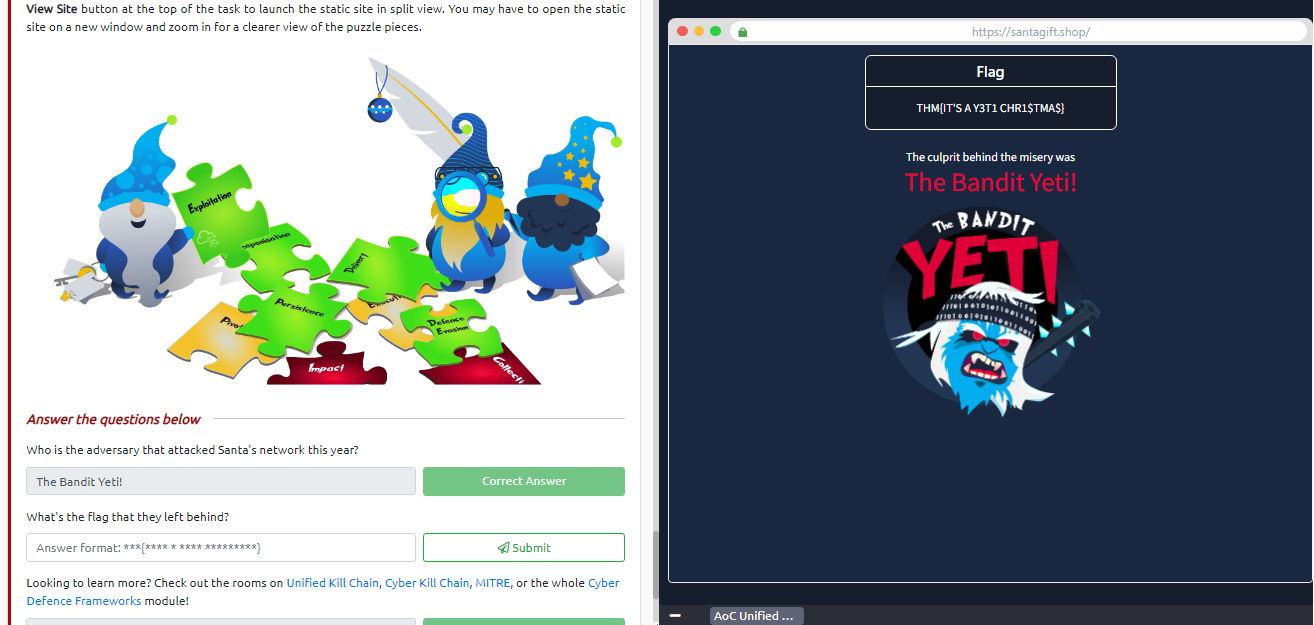 View Site button at the top of the task to launch the static site in split view. You may have to open the static
site on a new window and zoom in for a clearer view of the puzzle pieces.
Exploitation
Delivery
Persistence
Defence
Evasion
Impact
Answer the questions below
Who is the adversary that attacked Santa's network this year?
The Bandit Yeti!
Correct Answer
What's the flag that they left behind?
Answer format: ***{**** * **** *********}
Submit
Looking to learn more? Check out the rooms on Unified Kill Chain, Cyber Kill Chain, MITRE, or the whole Cyber
Defence Frameworks module!
https://santagift.shop/
Flag
THM{IT'S A Y3T1 CHR1$TMA$}
The culprit behind the misery was
The Bandit Yeti!
The BANDIT
YETI
AoC Unified ...